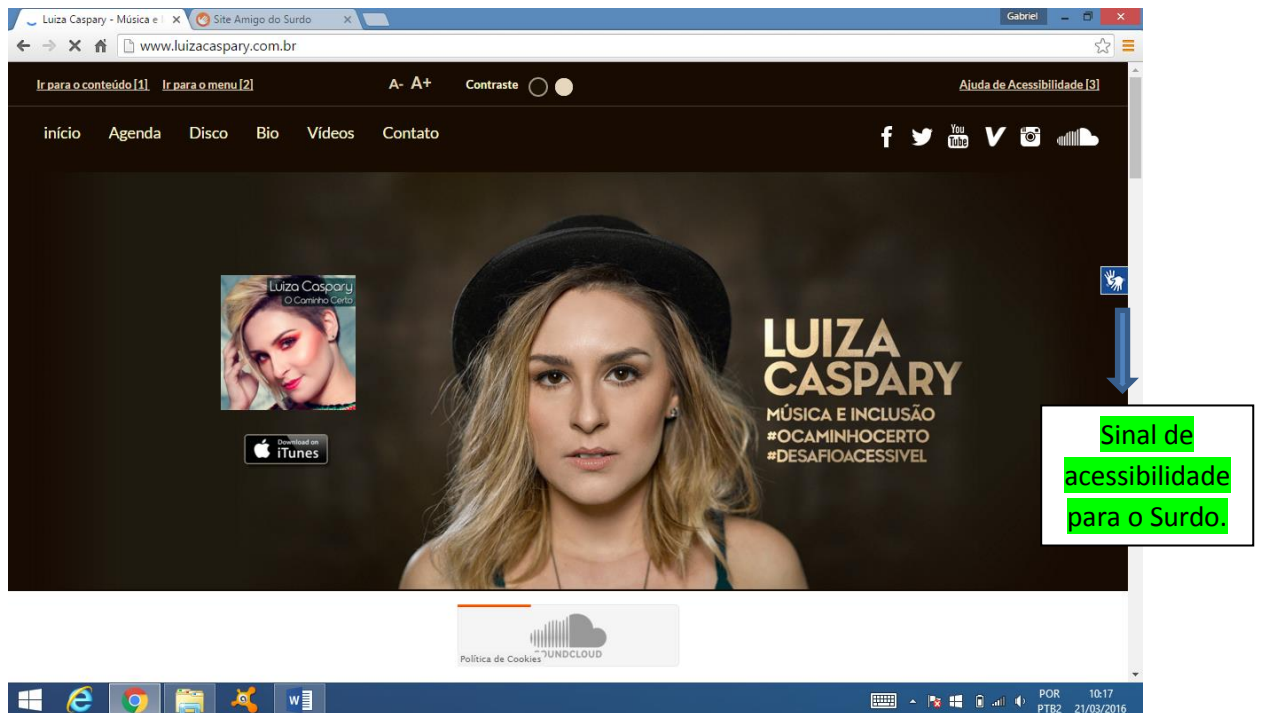 Luiza Caspary - Música e I
Site Amigo do Surdo
Gabriel
www.luizacaspary.com.br
Ir para o conteúdo [1] Ir para o menu [2] A- A+ Contraste Ajuda de Acessibilidade [3]
início Agenda Disco Bio Vídeos Contato
You
Tube
Luiza Caspary
O Caminho Certo
Download on
iTunes
LUIZA
CASPARY
MÚSICA E INCLUSÃO
#OCAMINHOCERTO
#DESAFIOACESSIVEL
Sinal de
acessibilidade
para o Surdo.
Política de Cookies
SOUNDCLOUD
POR 10:17
PTB2 21/03/2016